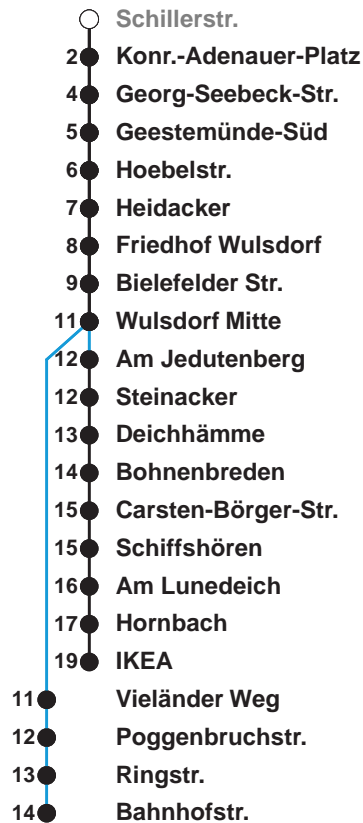 Schillerstr.
2 Konr.-Adenauer-Platz
4 Georg-Seebeck-Str.
5 Geestemünde-Süd
6 Hoebelstr.
7 Heidacker
8 Friedhof Wulsdorf
9 Bielefelder Str.
11 Wulsdorf Mitte
12 Am Jedutenberg
12 Steinacker
13 Deichhämme
14 Bohnenbreden
15 Carsten-Börger-Str.
15 Schiffshören
16 Am Lunedeich
17 Hornbach
19 IKEA
11 Vieländer Weg
12 Poggenbruchstr.
13 Ringstr.
14 Bahnhofstr.